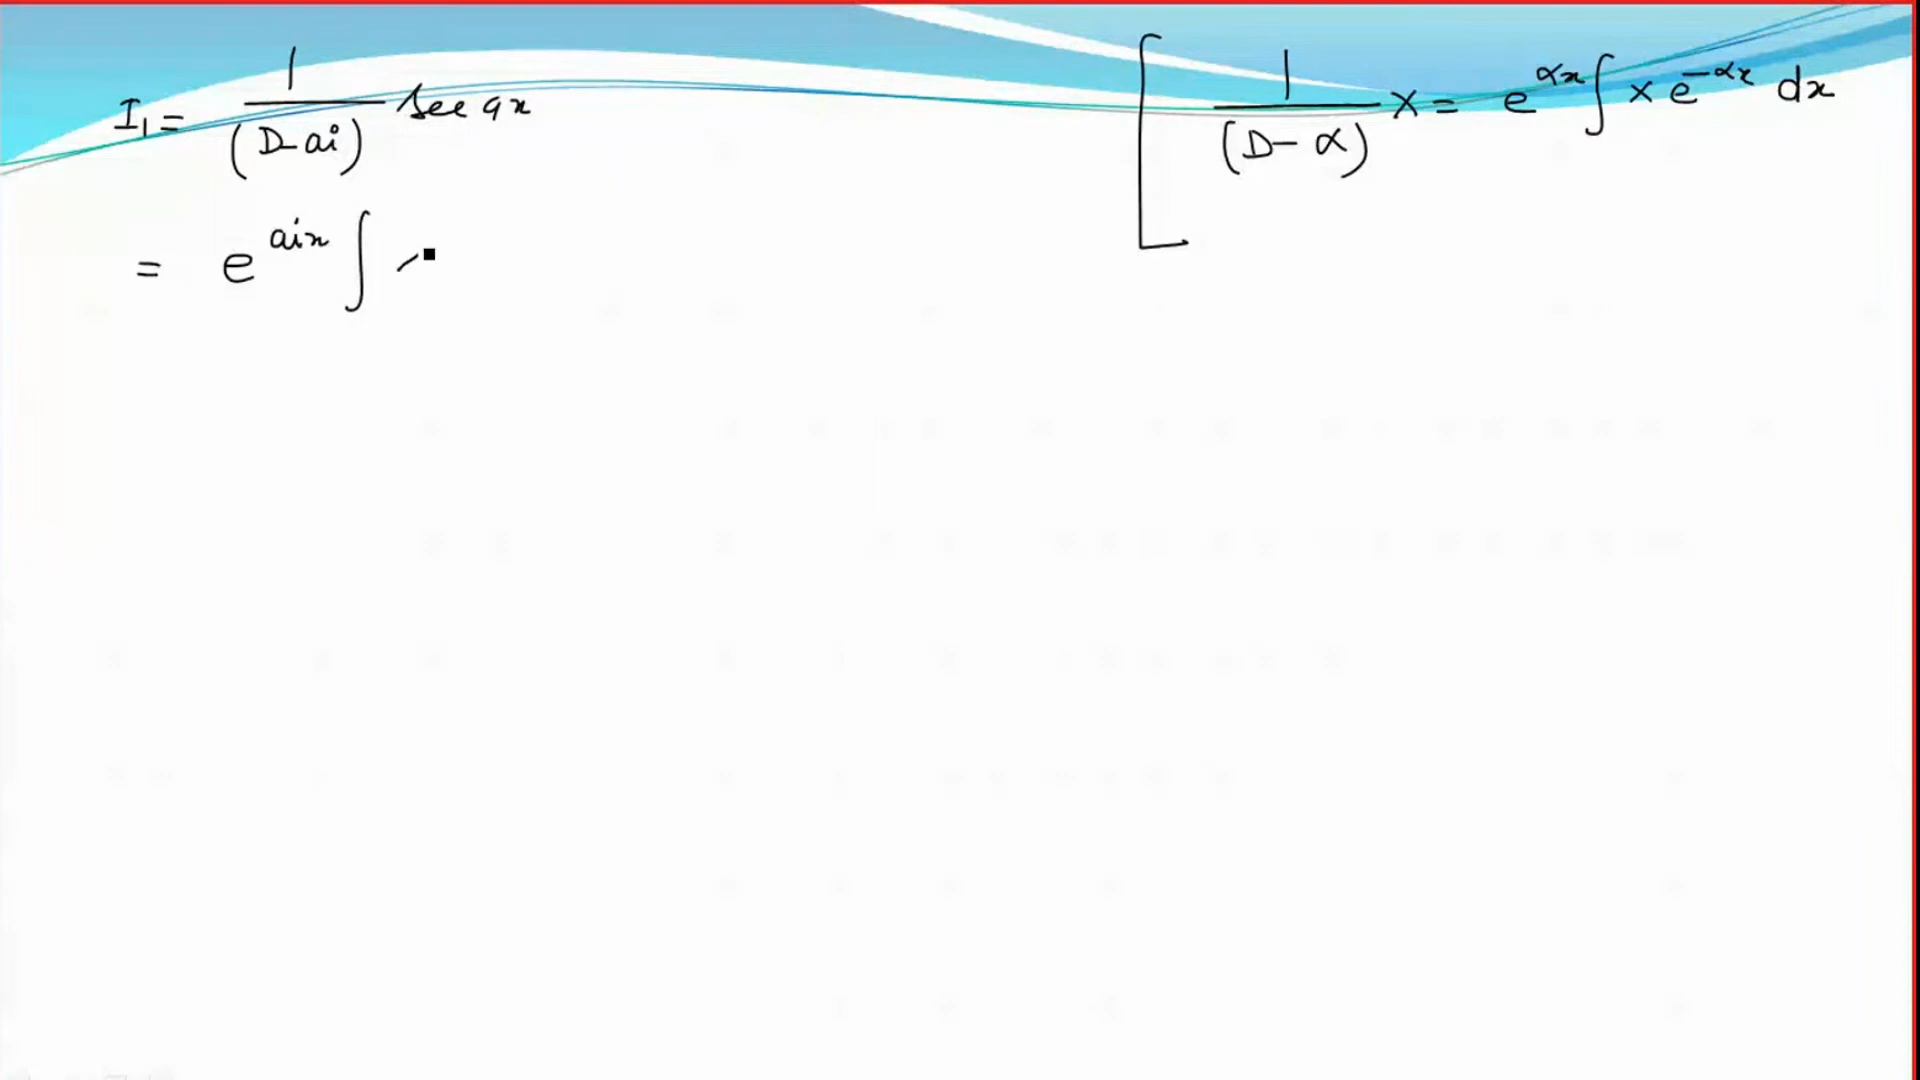 I₁ = 1/(D-ai) sec ax
[ 1/(D-α) X = e^{αx} ∫ X e^{-αx} dx
= e^{aix} ∫